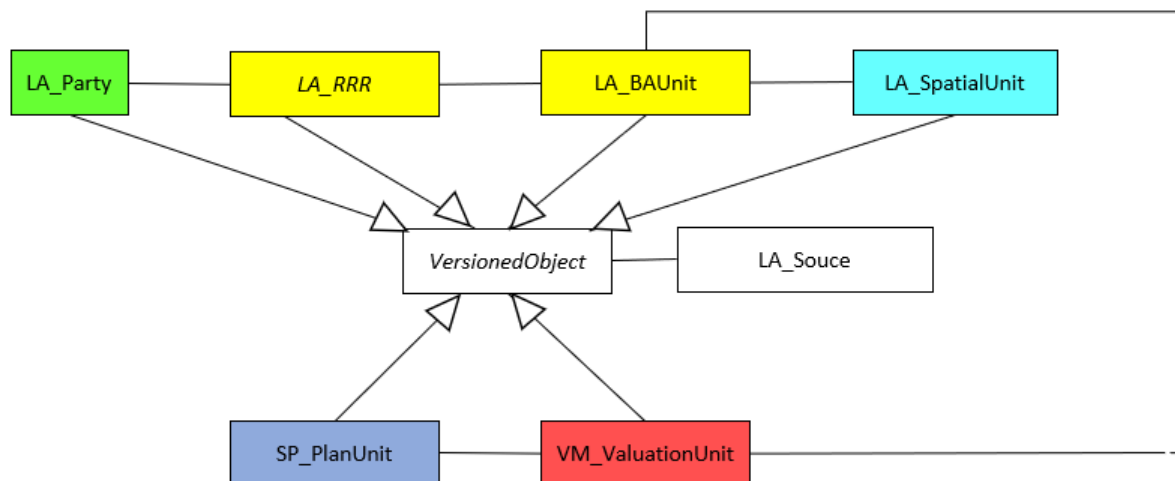 LA_Party
LA_RRR
LA_BAUnit
LA_SpatialUnit
VersionedObject
LA_Souce
SP_PlanUnit
VM_ValuationUnit